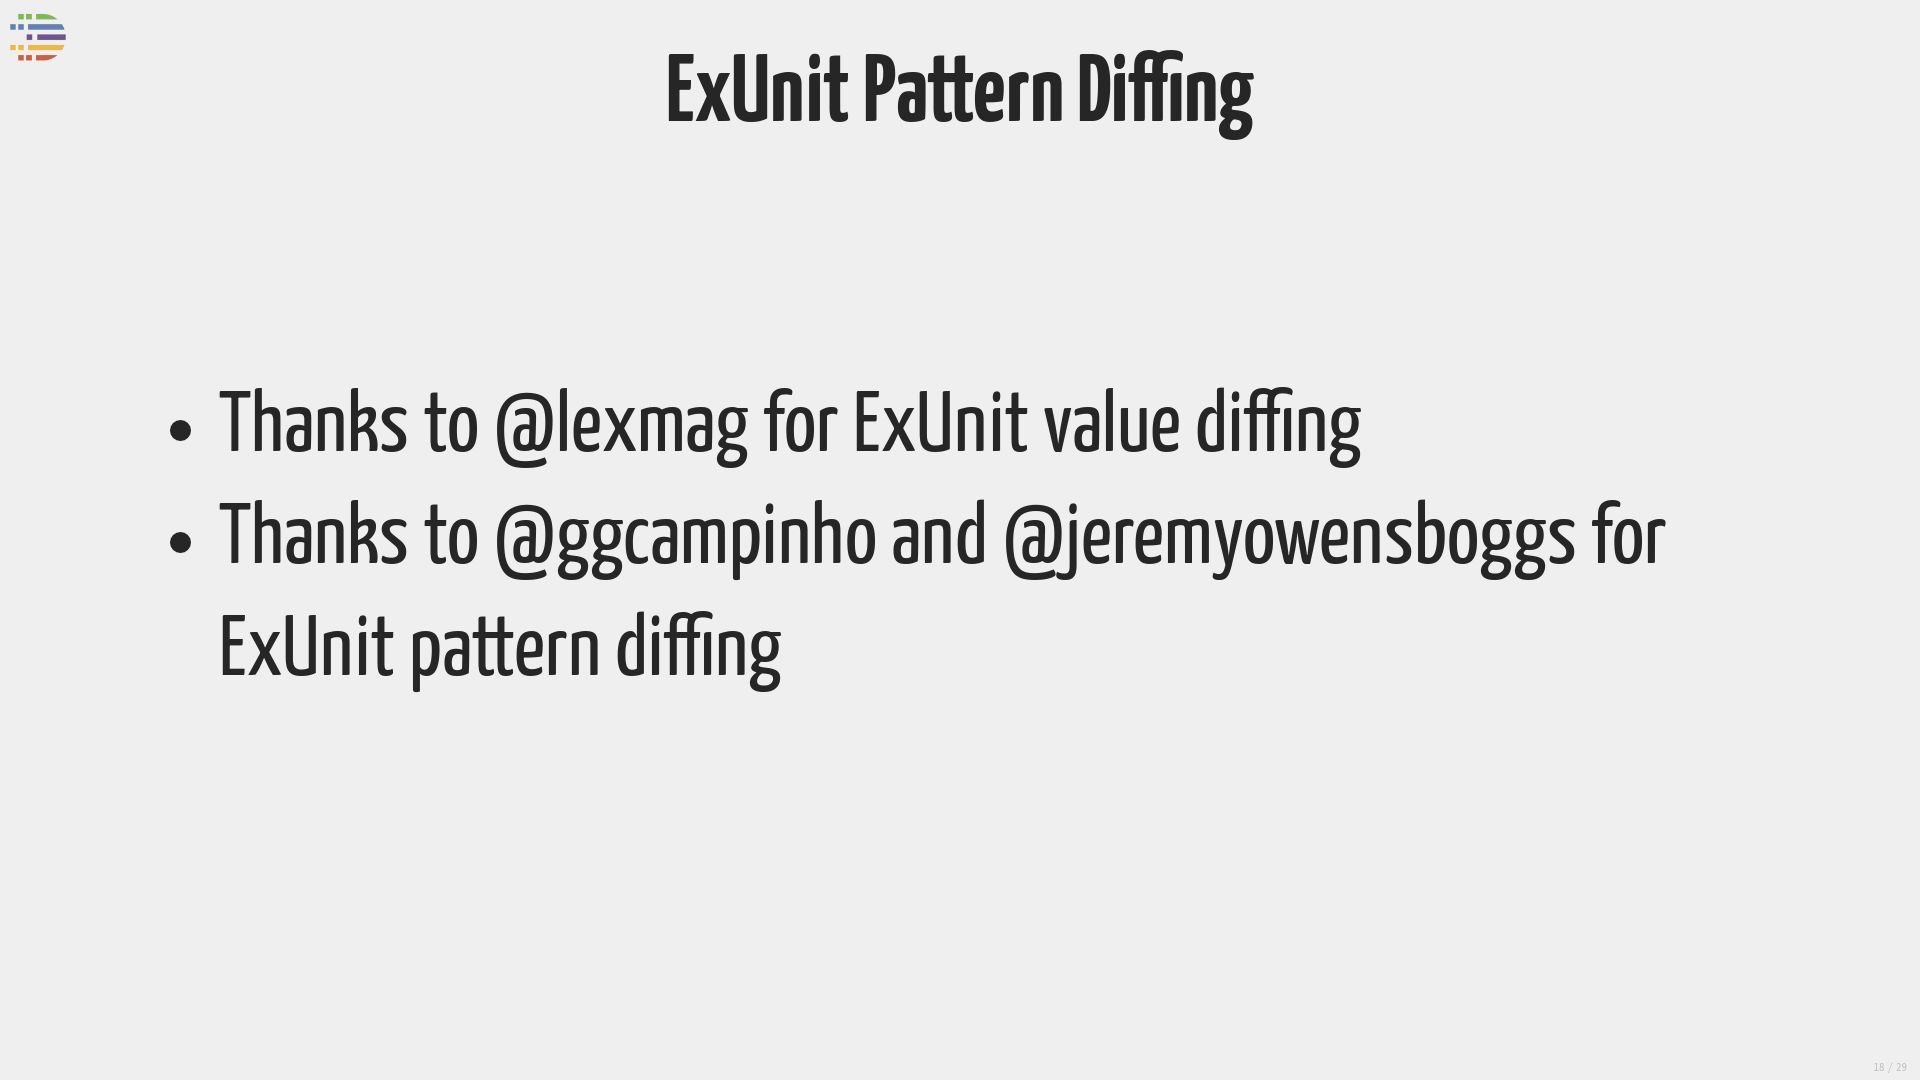 ExUnit Pattern Diffing
• Thanks to @lexmag for ExUnit value diffing
• Thanks to @ggcampinho and @jeremyowensboggs for
ExUnit pattern diffing
18 / 29